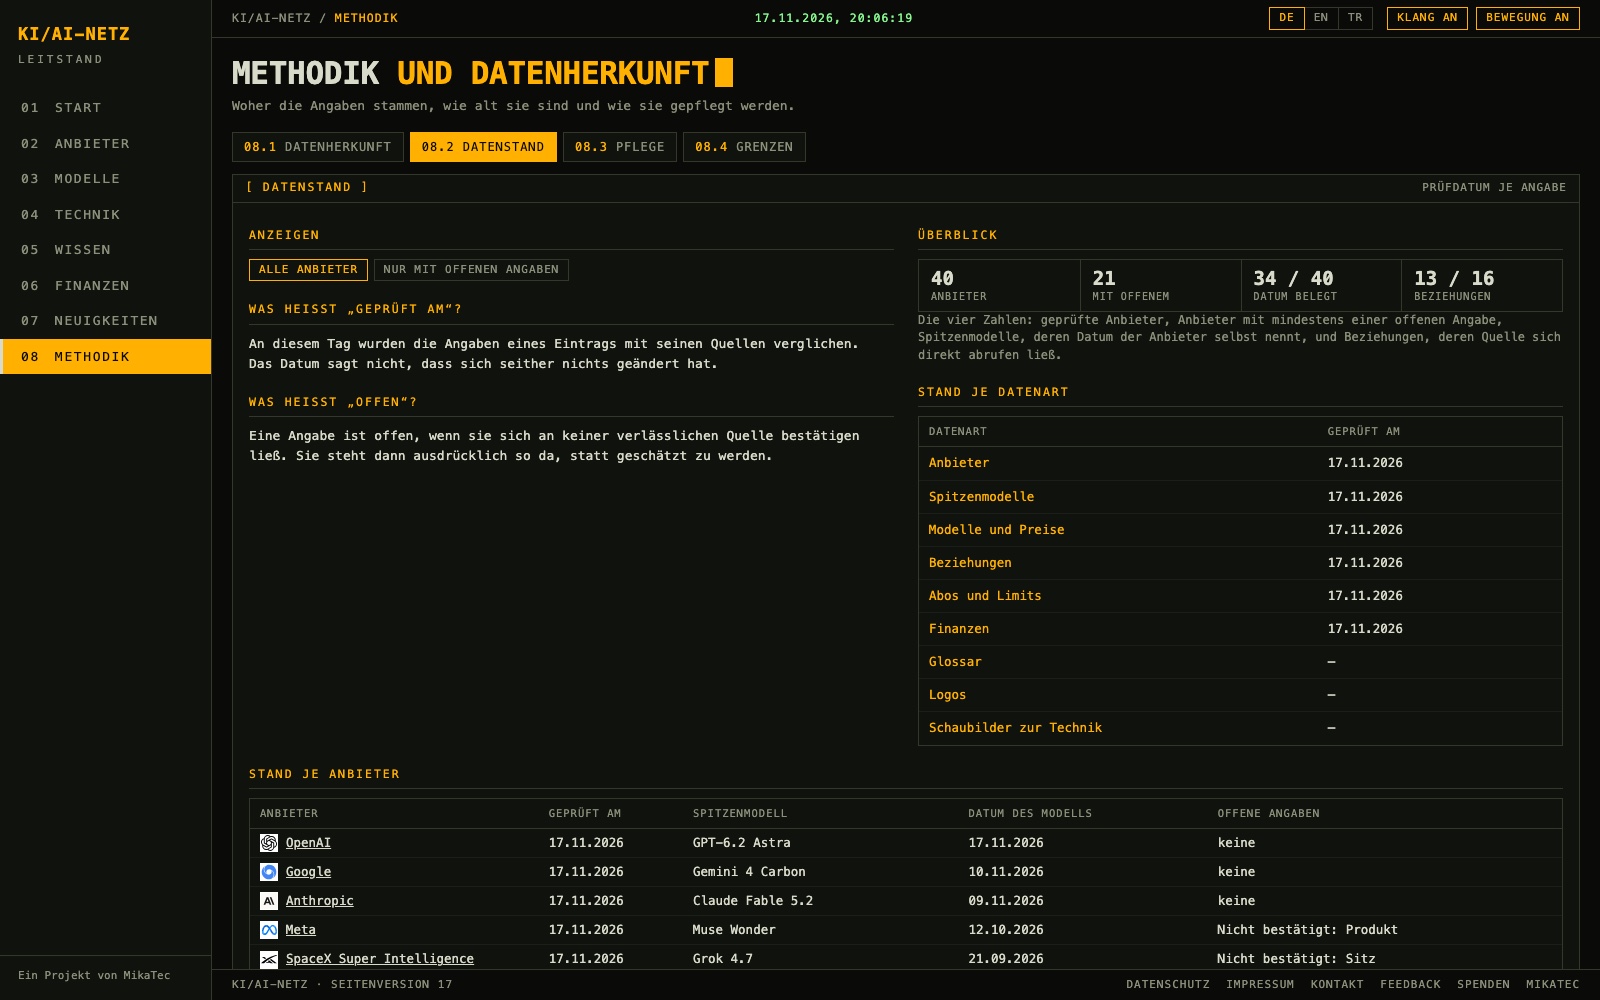 KI/AI-NETZ
LEITSTAND
01 START
02 ANBIETER
03 MODELLE
04 TECHNIK
05 WISSEN
06 FINANZEN
07 NEUIGKEITEN
08 METHODIK
Ein Projekt von MikaTec
KI/AI-NETZ / METHODIK
17.11.2026, 20:06:19
DE EN TR KLANG AN BEWEGUNG AN
METHODIK UND DATENHERKUNFT
Woher die Angaben stammen, wie alt sie sind und wie sie gepflegt werden.
08.1 DATENHERKUNFT 08.2 DATENSTAND 08.3 PFLEGE 08.4 GRENZEN
[ DATENSTAND ] PRÜFDATUM JE ANGABE
ANZEIGEN
ALLE ANBIETER NUR MIT OFFENEN ANGABEN
WAS HEISST „GEPRÜFT AM“?
An diesem Tag wurden die Angaben eines Eintrags mit seinen Quellen verglichen.
Das Datum sagt nicht, dass sich seither nichts geändert hat.
WAS HEISST „OFFEN“?
Eine Angabe ist offen, wenn sie sich an keiner verlässlichen Quelle bestätigen
ließ. Sie steht dann ausdrücklich so da, statt geschätzt zu werden.
ÜBERBLICK
40 21 34 / 40 13 / 16
ANBIETER MIT OFFENEM DATUM BELEGT BEZIEHUNGEN
Die vier Zahlen: geprüfte Anbieter, Anbieter mit mindestens einer offenen Angabe,
Spitzenmodelle, deren Datum der Anbieter selbst nennt, und Beziehungen, deren Quelle sich
direkt abrufen ließ.
STAND JE DATENART
DATENART GEPRÜFT AM
Anbieter 17.11.2026
Spitzenmodelle 17.11.2026
Modelle und Preise 17.11.2026
Beziehungen 17.11.2026
Abos und Limits 17.11.2026
Finanzen 17.11.2026
Glossar –
Logos –
Schaubilder zur Technik –
STAND JE ANBIETER
ANBIETER GEPRÜFT AM SPITZENMODELL DATUM DES MODELLS OFFENE ANGABEN
OpenAI 17.11.2026 GPT-6.2 Astra 17.11.2026 keine
Google 17.11.2026 Gemini 4 Carbon 10.11.2026 keine
Anthropic 17.11.2026 Claude Fable 5.2 09.11.2026 keine
Meta 17.11.2026 Muse Wonder 12.10.2026 Nicht bestätigt: Produkt
SpaceX Super Intelligence 17.11.2026 Grok 4.7 21.09.2026 Nicht bestätigt: Sitz
KI/AI-NETZ · SEITENVERSION 17
DATENSCHUTZ IMPRESSUM KONTAKT FEEDBACK SPENDEN MIKATEC